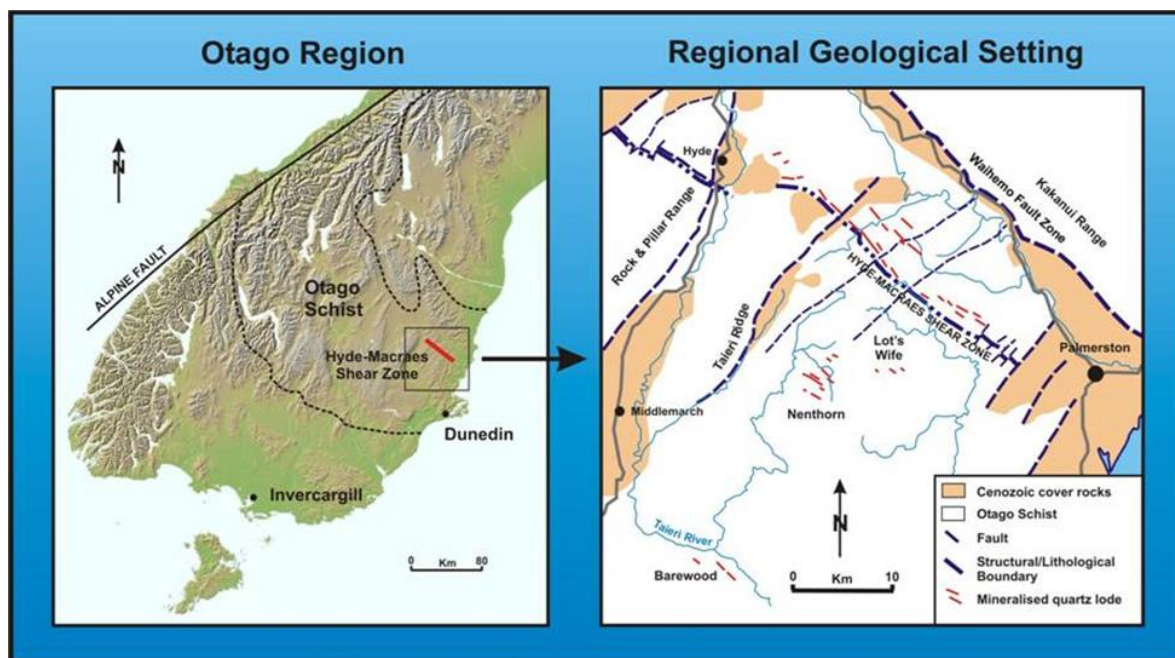 Otago Region
N
ALPINE FAULT
Otago
Schist
Hyde-Macraes
Shear Zone
Dunedin
Invercargill
0 Km 80
Regional Geological Setting
Hyde
Rock & Pillar Range
Waihemo Fault Zone
Kakanui Range
HYDE-MACRAES SHEAR ZONE
Taieri Ridge
Lot's
Wife
Palmerston
Nenthorn
Middlemarch
N
Taieri River
Barewood
0 Km 10
Cenozoic cover rocks
Otago Schist
Fault
Structural/Lithological
Boundary
Mineralised quartz lode